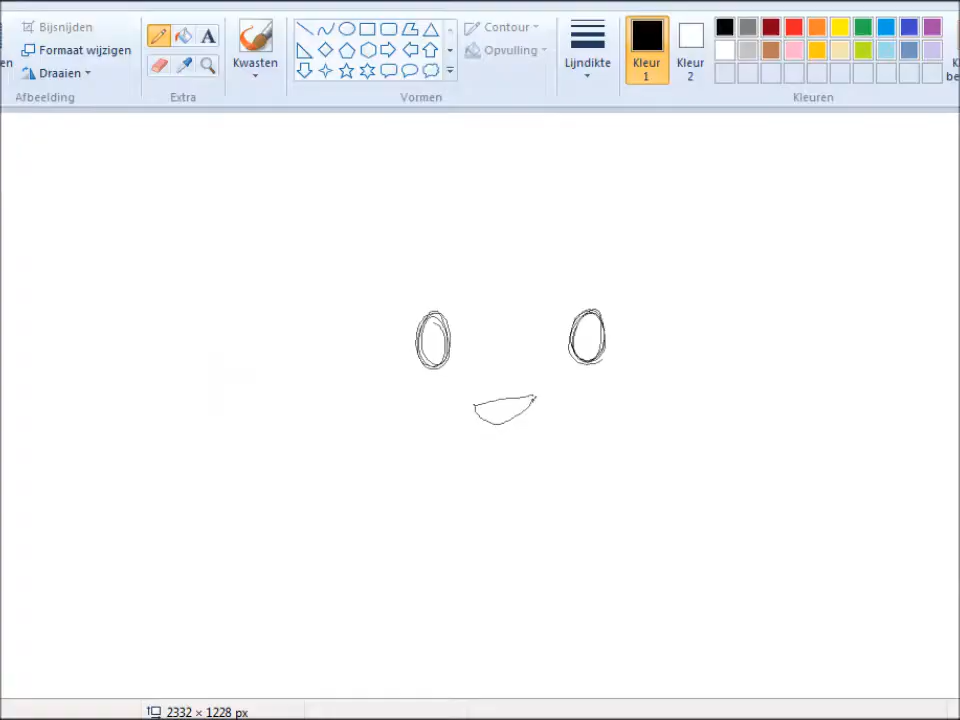 Bijsnijden
Formaat wijzigen
Draaien
Afbeelding
A
Extra
Kwasten
Contour
Opvulling
Vormen
Lijndikte
Kleur 1
Kleur 2
Kleuren
2332 × 1228 px